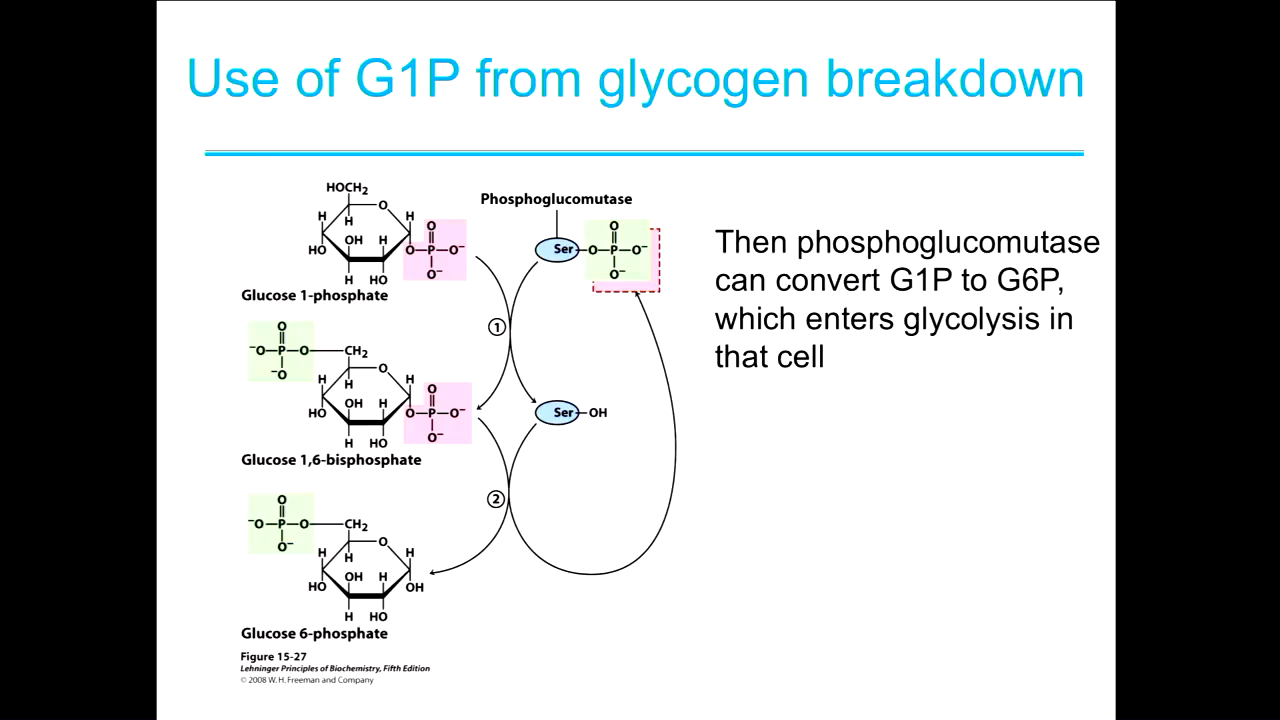 Use of G1P from glycogen breakdown
HOCH₂
O
H
H
H
OH
H
HO
H
HO
O
O–P–O⁻
O⁻
Glucose 1-phosphate
Phosphoglucomutase
Ser–O–P–O⁻
O
O⁻
Then phosphoglucomutase
can convert G1P to G6P,
which enters glycolysis in
that cell
1
O
⁻O–P–O–CH₂
⁻O
O
H
H
H
OH
H
HO
H
HO
O
O–P–O⁻
O⁻
Glucose 1,6-bisphosphate
Ser–OH
2
O
⁻O–P–O–CH₂
O⁻
O
H
H
H
OH
H
HO
OH
H
HO
Glucose 6-phosphate
Figure 15-27
Lehninger Principles of Biochemistry, Fifth Edition
© 2008 W. H. Freeman and Company